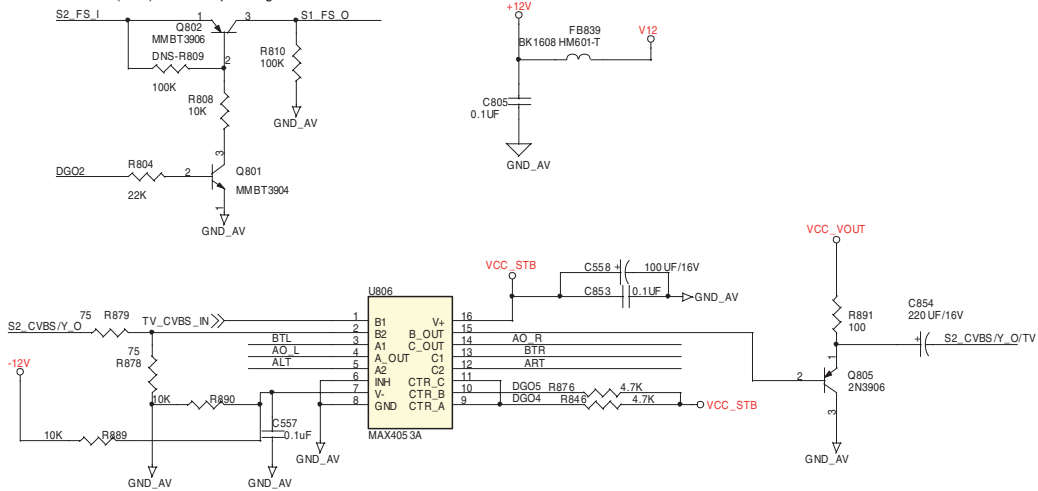 S2_FS_I
1
3
S1_FS_O
Q802
MMBT3906
DNS-R809
2
100K
R810
100K
R808
10K
GND_AV
3
DGO2
R804
2
Q801
22K
MMBT3904
1
GND_AV
+12V
FB839
BK1608 HM601-T
V12
C805
0.1UF
GND_AV
VCC_VOUT
VCC_STB
C558
+
100UF/16V
C853
0.1UF
GND_AV
R891
100
C854
220UF/16V
+
S2_CVBS/Y_O/TV
1
2
Q805
2N3906
3
GND_AV
U806
S2_CVBS/Y_O
75
R879
TV_CVBS_IN
1
B1
V+
16
2
B2
B_OUT
15
BTL
3
A1
C_OUT
14
AO_R
AO_L
4
A_OUT
C1
13
BTR
ALT
5
A2
C2
12
ART
6
INH
CTR_C
11
7
V-
CTR_B
10
DGO5
R876
4.7K
8
GND
CTR_A
9
DGO4
R846
4.7K
VCC_STB
MAX4053A
-12V
75
R878
10K
R890
C557
0.1uF
10K
R889
GND_AV
GND_AV
GND_AV